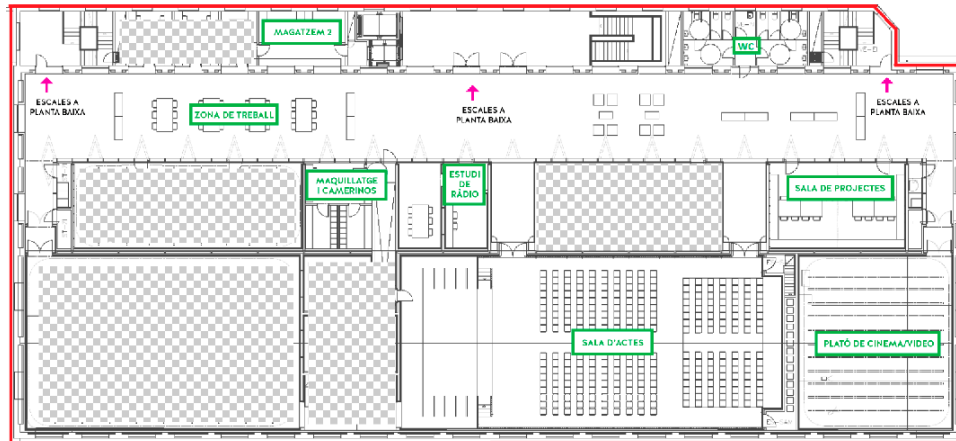 MAGATZEM 2
WC
ESCALES A
PLANTA BAIXA
ZONA DE TREBALL
ESCALES A
PLANTA BAIXA
ESCALES A
PLANTA BAIXA
MAQUILLATGE
I CAMERINOS
ESTUDI
DE
RÀDIO
SALA DE PROJECTES
SALA D'ACTES
PLATÓ DE CINEMA/VIDEO